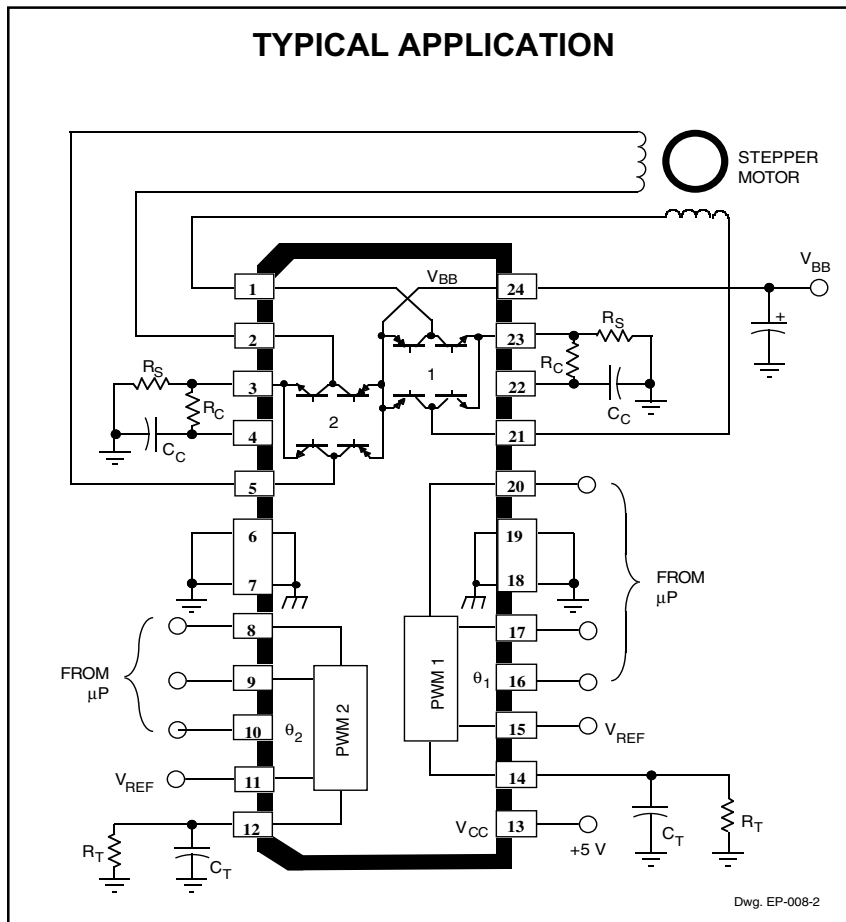 TYPICAL APPLICATION
STEPPER
MOTOR
V_BB
+
1
2
3
4
5
6
7
8
9
10
11
12
24
23
22
21
20
19
18
17
16
15
14
13
V_BB
1
2
R_S
R_C
C_C
R_S
R_C
C_C
FROM
µP
FROM
µP
PWM 1
PWM 2
θ_1
θ_2
V_REF
V_REF
V_CC
+5 V
R_T
C_T
C_T
R_T
Dwg. EP-008-2